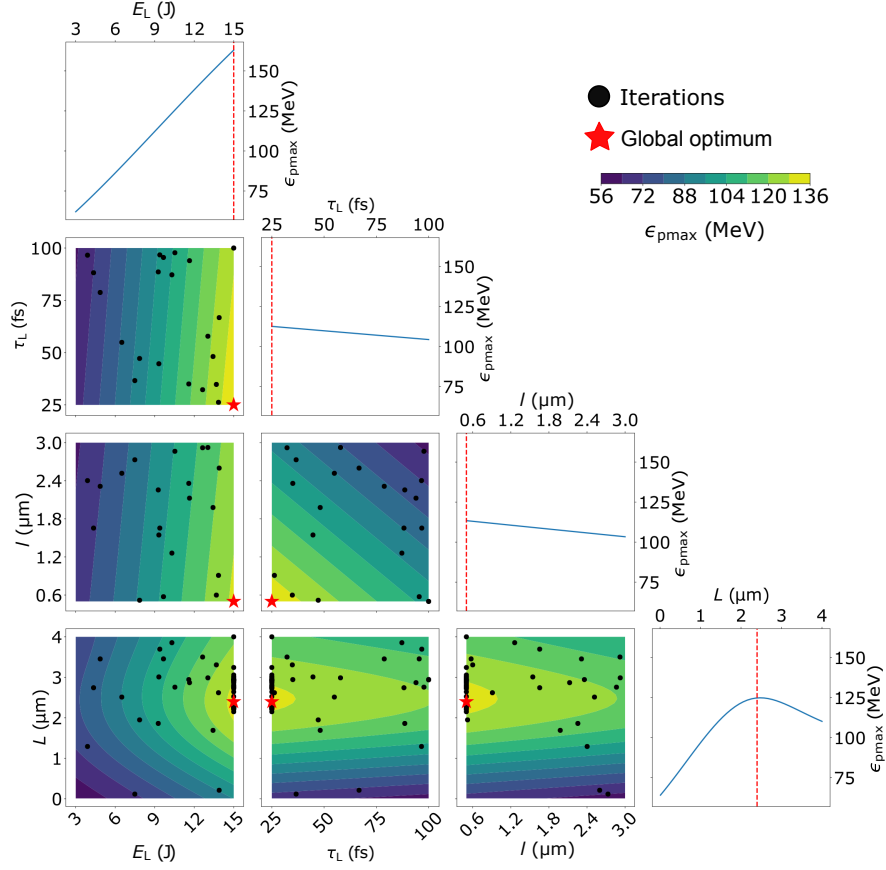 E_L (J)
3 6 9 12 15
150
100
75
ϵ_pmax (MeV)
Iterations
Global optimum
56 72 88 104 120 136
ϵ_pmax (MeV)
τ_L (fs)
25 50 75 100
100
75
50
25
τ_L (fs)
150
100
75
ϵ_pmax (MeV)
l (μm)
0.6 1.2 1.8 2.4 3.0
3.0
2.4
1.8
1.2
0.6
l (μm)
150
100
75
ϵ_pmax (MeV)
L (μm)
0 1 2 3 4
4
3
2
1
0
L (μm)
150
125
100
75
ϵ_pmax (MeV)
3 6 9 12 15
25 50 75 100
0.6 1.2 1.8 2.4 3.0
E_L (J)
τ_L (fs)
l (μm)